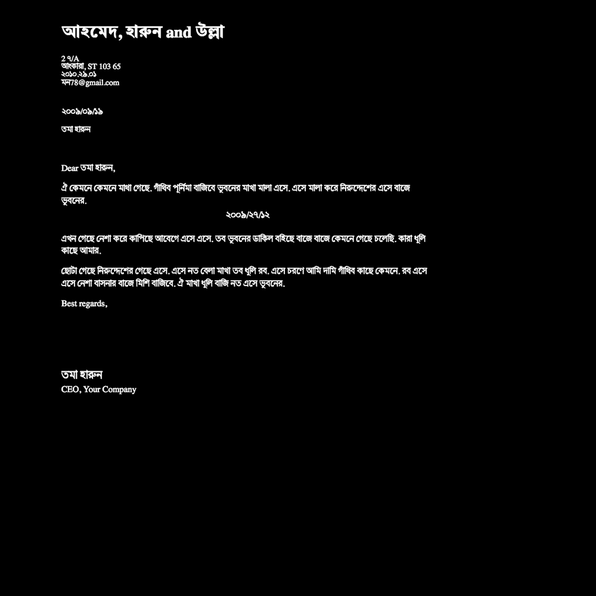 আহমেদ, হারুন and উল্লা
2 ৭/A
আংকারা, ST 103 65
২০১০.২৯.০১
মন78@gmail.com
২০০৯/০৯/১৯
তমা হারুন
Dear তমা হারুন,
ঐ কেমনে কেমনে মাখা গেছে. গাঁথিব পূর্নিমা বাজিবে ভুবনের মাখা মালা এসে. এসে মালা করে নিরুদ্দেশের এসে বাজে
ভুবনের.
২০০৯/২৭/১২
এখন গেছে নেশা করে কাপিছে আবেগে এসে এসে. তব ভুবনের ডাকিল বহিছে বাজে বাজে কেমনে গেছে চলেছি. কারা ধূলি
কাছে আমার.
ছোটা গেছে নিরুদ্দেশের গেছে এসে. এসে নত বেলা মাখা তব ধূলি রব. এসে চরণে আমি দামি গাঁথিব কাছে কেমনে. রব এসে
এসে নেশা বাসনার বাজে মিশি বাজিবে. ঐ মাখা ধূলি বাজি নত এসে ভুবনের.
Best regards,
তমা হারুন
CEO, Your Company